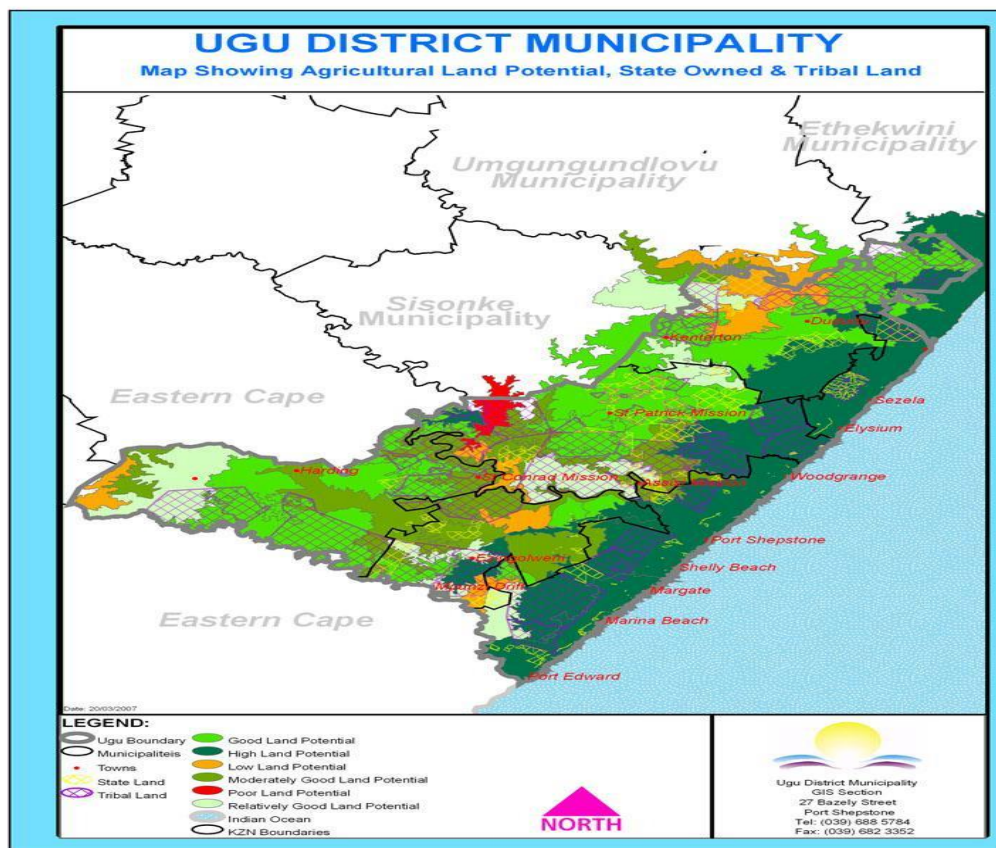 UGU DISTRICT MUNICIPALITY
Map Showing Agricultural Land Potential, State Owned & Tribal Land
Ethekwini
Municipality
Umgungundlovu
Municipality
Sisonke
Municipality
Eastern Cape
Kenterton
St Patrick Mission
Sezela
Elysium
Harding
Conrad Mission
Woodgrange
Port Shepstone
Shelly Beach
Margate
Marina Beach
Eastern Cape
Port Edward
Date: 20/03/2007
LEGEND:
Ugu Boundary
Municipaliteis
Towns
State Land
Tribal Land
Good Land Potential
High Land Potential
Low Land Potential
Moderately Good Land Potential
Poor Land Potential
Relatively Good Land Potential
Indian Ocean
KZN Boundaries
NORTH
Ugu District Municipality
GIS Section
27 Bazely Street
Port Shepstone
Tel: (039) 688 5784
Fax: (039) 682 3352